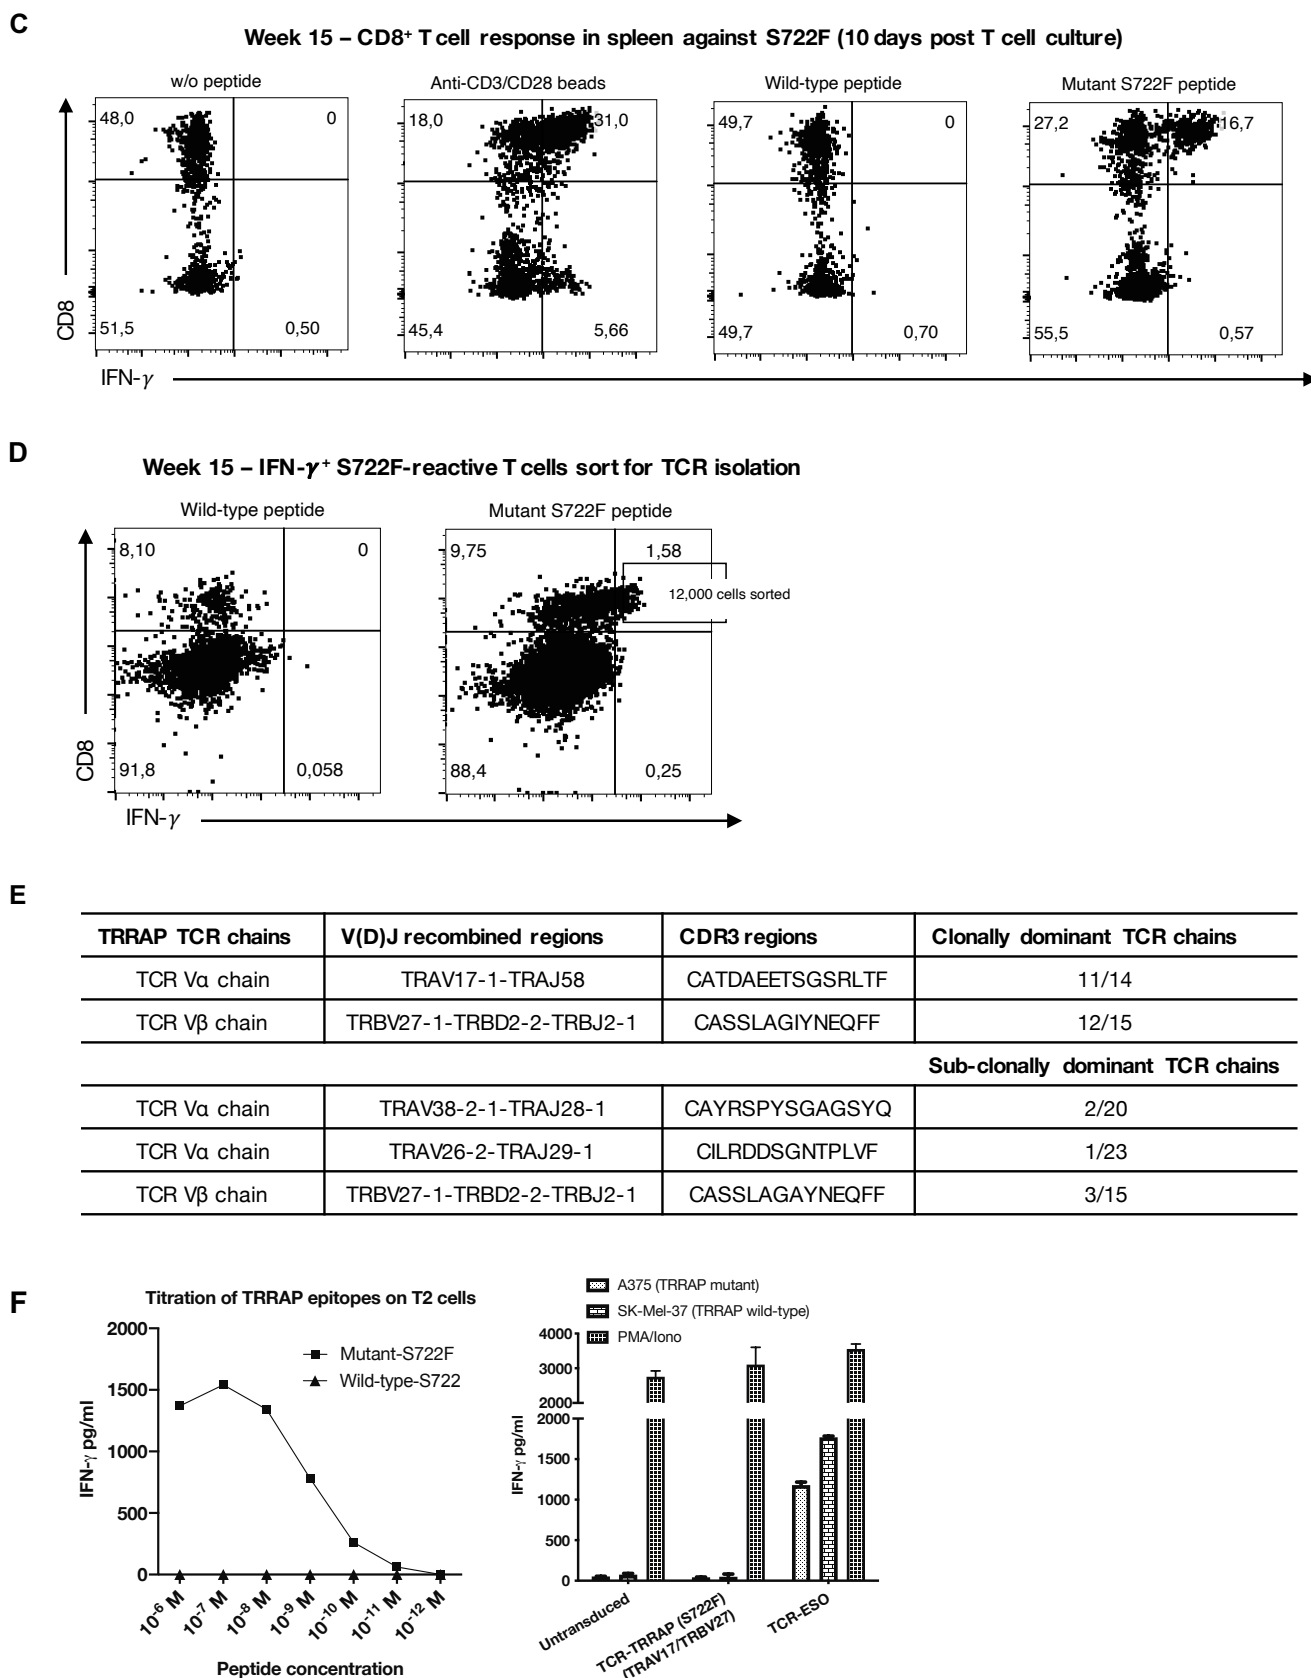 C
Week 15 – CD8⁺ T cell response in spleen against S722F (10 days post T cell culture)
w/o peptide
Anti-CD3/CD28 beads
Wild-type peptide
Mutant S722F peptide
48,0
0
18,0
31,0
49,7
0
27,2
16,7
CD8
51,5
0,50
45,4
5,66
49,7
0,70
55,5
0,57
IFN-γ
D
Week 15 – IFN-γ⁺ S722F-reactive T cells sort for TCR isolation
Wild-type peptide
Mutant S722F peptide
8,10
0
9,75
1,58
12,000 cells sorted
CD8
91,8
0,058
88,4
0,25
IFN-γ
E
TRRAP TCR chains V(D)J recombined regions CDR3 regions Clonally dominant TCR chains
TCR Vα chain TRAV17-1-TRAJ58 CATDAEETSGSRLTF 11/14
TCR Vβ chain TRBV27-1-TRBD2-2-TRBJ2-1 CASSLAGIYNEQFF 12/15
Sub-clonally dominant TCR chains
TCR Vα chain TRAV38-2-1-TRAJ28-1 CAYRSPYSGAGSYQ 2/20
TCR Vα chain TRAV26-2-TRAJ29-1 CILRDDSGNTPLVF 1/23
TCR Vβ chain TRBV27-1-TRBD2-2-TRBJ2-1 CASSLAGAYNEQFF 3/15
F
Titration of TRRAP epitopes on T2 cells
2000
1500
1000
500
0
IFN-γ pg/ml
Mutant-S722F
Wild-type-S722
10⁻⁶ M
10⁻⁷ M
10⁻⁸ M
10⁻⁹ M
10⁻¹⁰ M
10⁻¹¹ M
10⁻¹² M
Peptide concentration
A375 (TRRAP mutant)
SK-Mel-37 (TRRAP wild-type)
PMA/Iono
4000
3000
2000
2000
1500
1000
500
0
IFN-γ pg/ml
Untransduced
TCR-TRRAP (S722F)
(TRAV17/TRBV27)
TCR-ESO